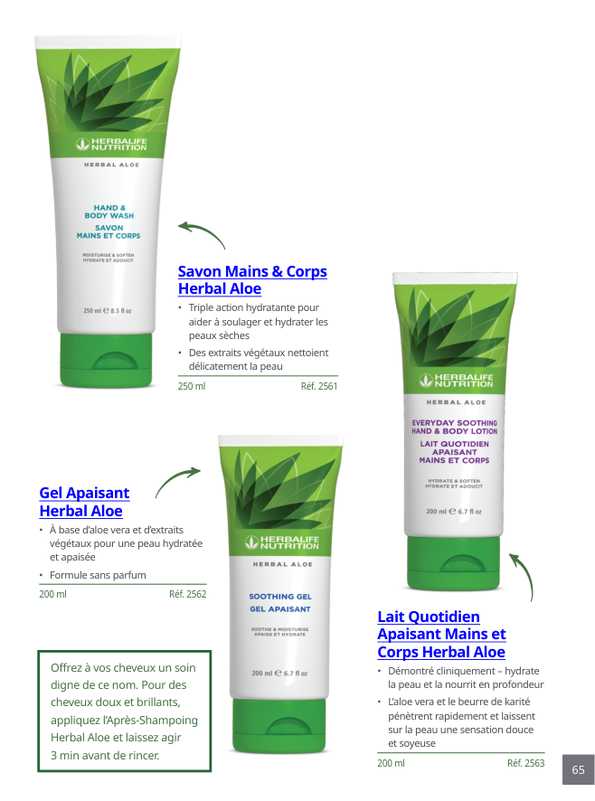 HERBALIFE
NUTRITION
HERBAL ALOE
HAND &
BODY WASH
SAVON
MAINS ET CORPS
MOISTURISE & SOFTEN
HYDRATE ET ADOUCIT
250 ml e 8.5 fl oz
Savon Mains & Corps
Herbal Aloe
• Triple action hydratante pour
aider à soulager et hydrater les
peaux sèches
• Des extraits végétaux nettoient
délicatement la peau
250 ml Réf. 2561
Gel Apaisant
Herbal Aloe
• À base d’aloe vera et d’extraits
végétaux pour une peau hydratée
et apaisée
• Formule sans parfum
200 ml Réf. 2562
HERBALIFE
NUTRITION
HERBAL ALOE
SOOTHING GEL
GEL APAISANT
SOOTHE & MOISTURISE
APAISE ET HYDRATE
200 ml e 6.7 fl oz
HERBALIFE
NUTRITION
HERBAL ALOE
EVERYDAY SOOTHING
HAND & BODY LOTION
LAIT QUOTIDIEN
APAISANT
MAINS ET CORPS
HYDRATE & SOFTEN
HYDRATE ET ADOUCIT
200 ml e 6.7 fl oz
Lait Quotidien
Apaisant Mains et
Corps Herbal Aloe
• Démontré cliniquement – hydrate
la peau et la nourrit en profondeur
• L’aloe vera et le beurre de karité
pénètrent rapidement et laissent
sur la peau une sensation douce
et soyeuse
200 ml Réf. 2563
Offrez à vos cheveux un soin
digne de ce nom. Pour des
cheveux doux et brillants,
appliquez l’Après-Shampoing
Herbal Aloe et laissez agir
3 min avant de rincer.
65